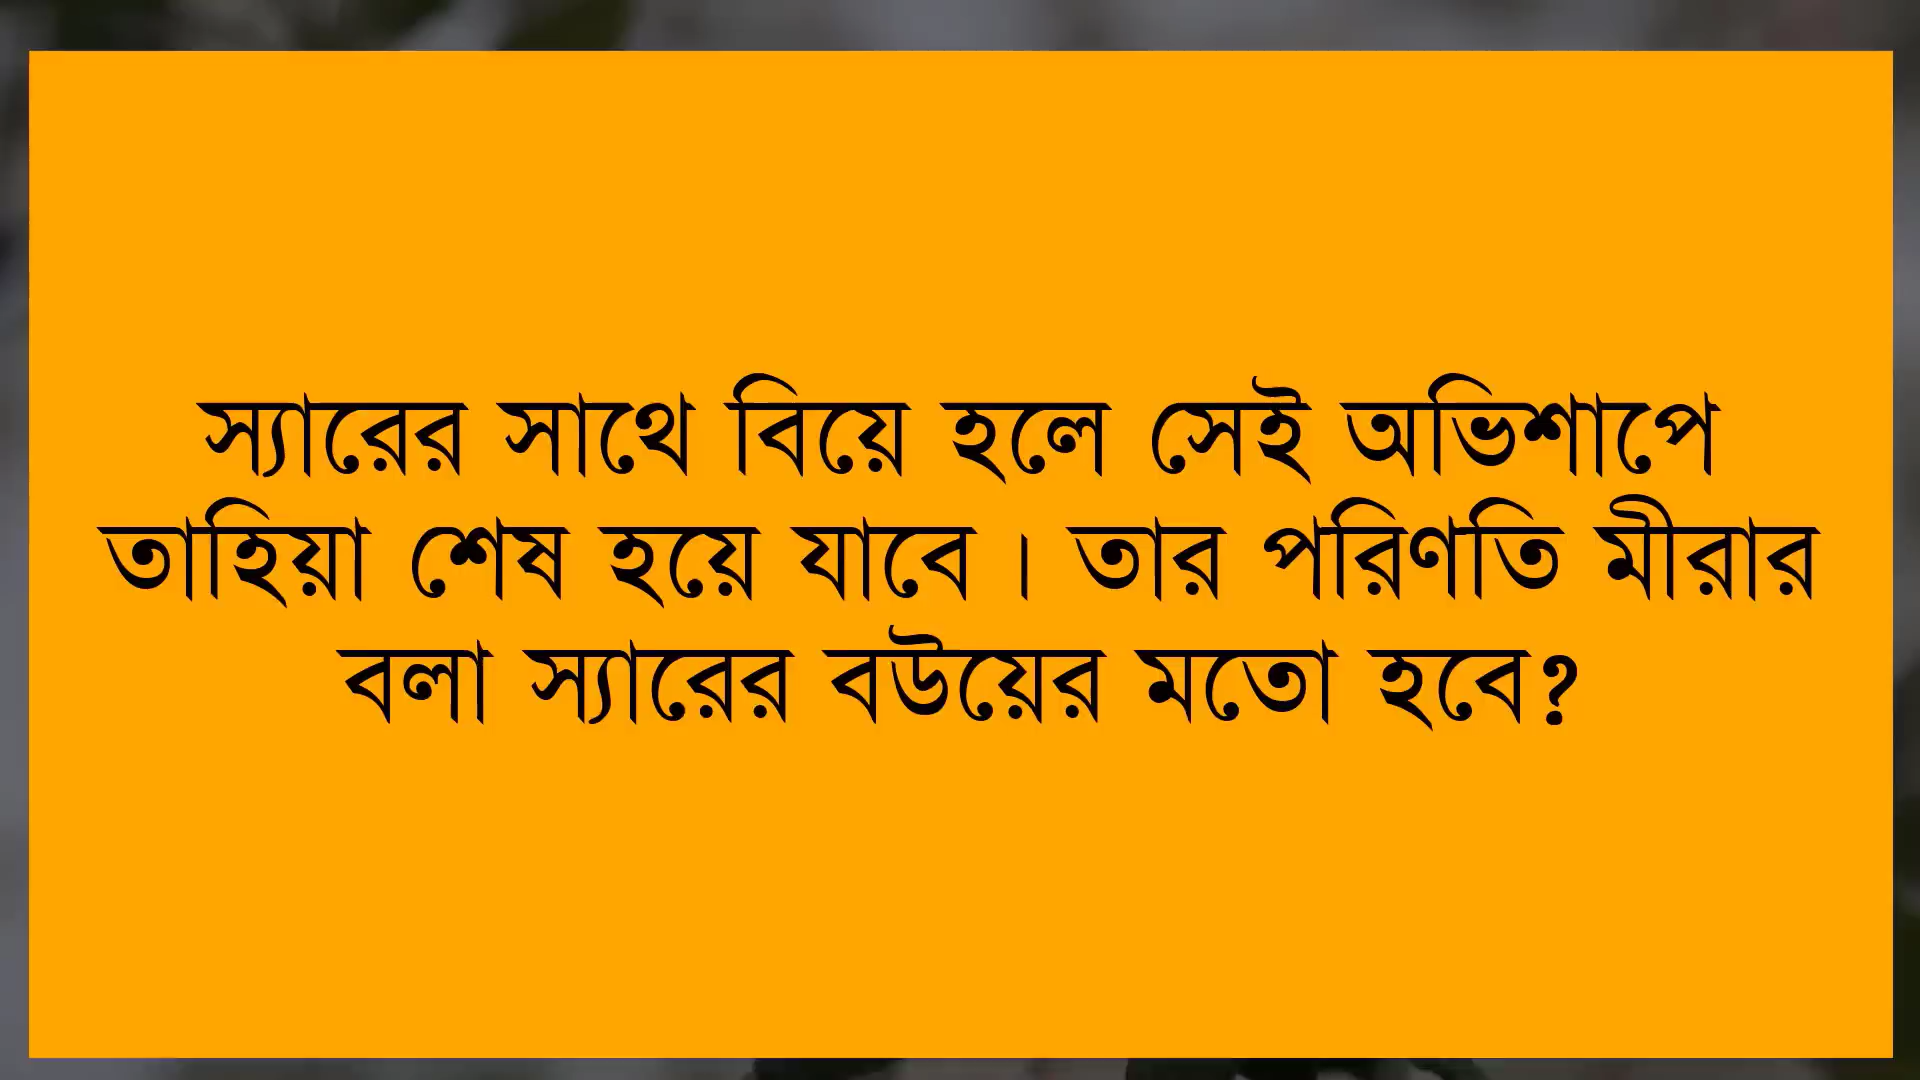 স্যারের সাথে বিয়ে হলে সেই অভিশাপে
তাহিয়া শেষ হয়ে যাবে । তার পরিণতি মীরার
বলা স্যারের বউয়ের মতো হবে?